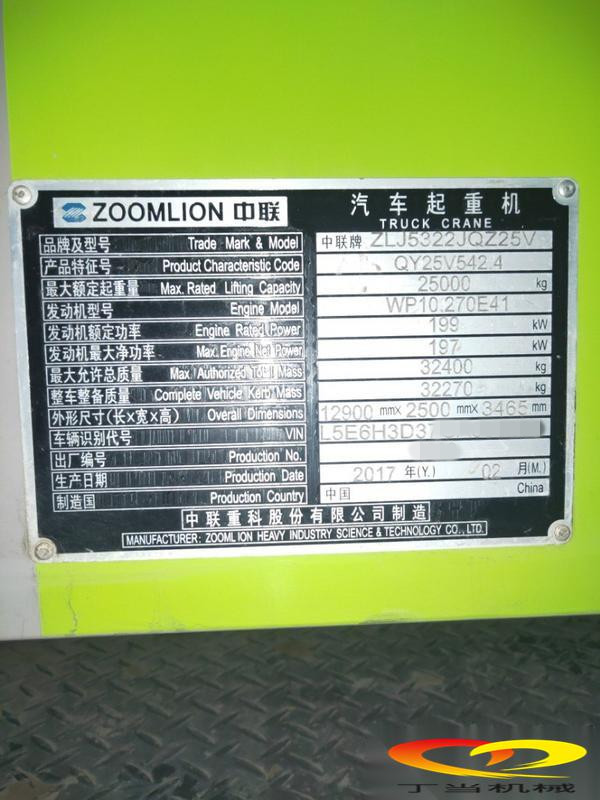 ZOOMLION 中联
汽车起重机
TRUCK CRANE
品牌及型号 Trade Mark & Model 中联牌 ZLJ5322JQZ25V
产品特征号 Product Characteristic Code QY25V542.4
最大额定起重量 Max. Rated Lifting Capacity 25000 kg
发动机型号 Engine Model WP10.270E41
发动机额定功率 Engine Rated Power 199 kW
发动机最大净功率 Max. Engine Net Power 197 kW
最大允许总质量 Max Authorized Total Mass 32400 kg
整车整备质量 Complete Vehicle Kerb Mass 32270 kg
外形尺寸(长×宽×高) Overall Dimensions 12900 mm× 2500 mm× 3465 mm
车辆识别代号 VIN L5E6H3D3
出厂编号 Production No.
生产日期 Production Date 2017 年(Y.) 02 月(M.)
制造国 Production Country 中国 China
中联重科股份有限公司制造
MANUFACTURER: ZOOMLION HEAVY INDUSTRY SCIENCE & TECHNOLOGY CO., LTD.
丁当机械